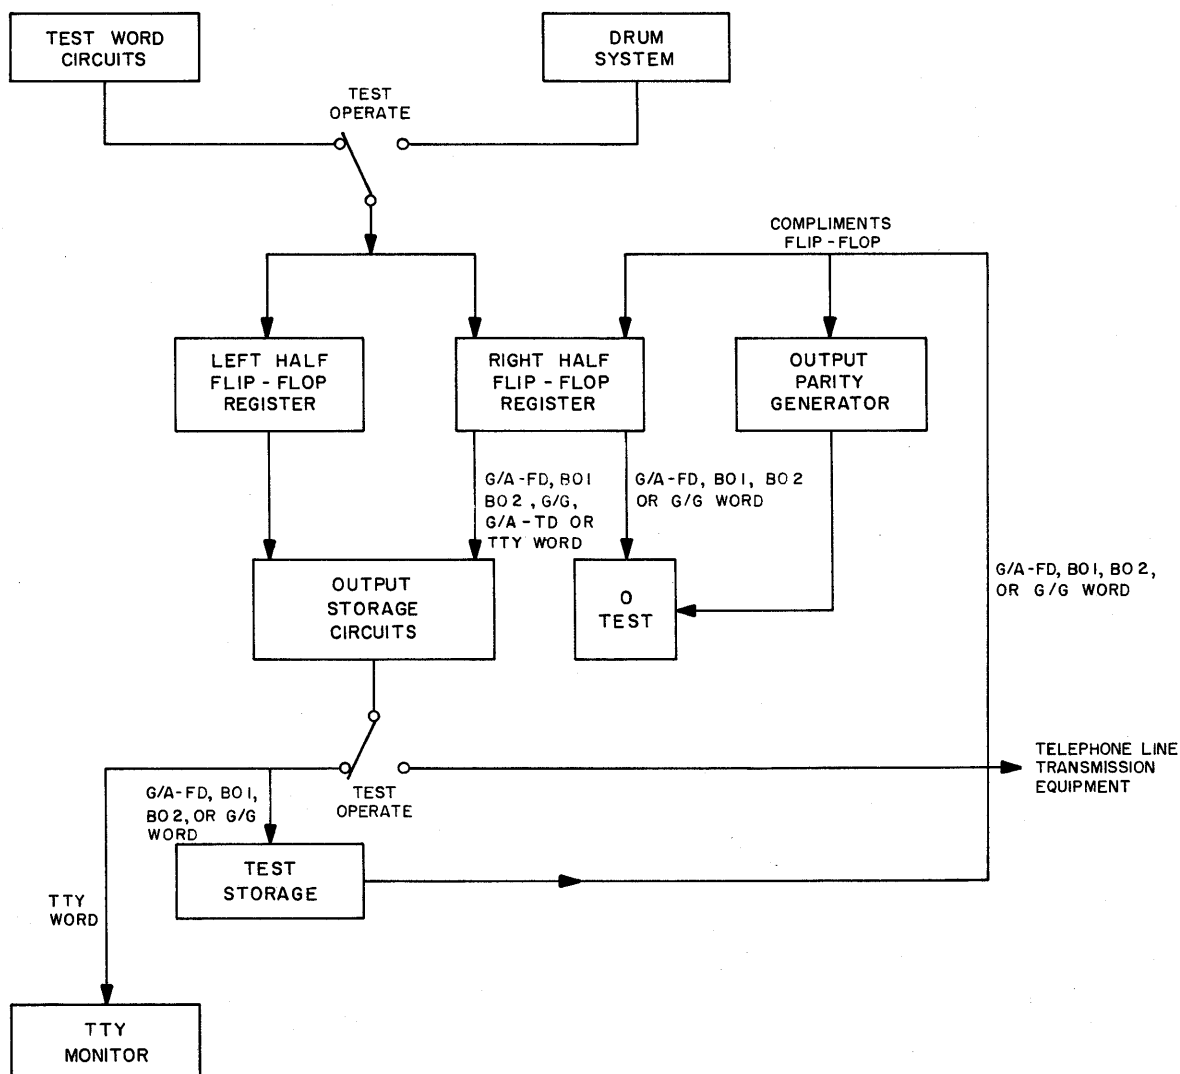 TEST WORD
CIRCUITS
DRUM
SYSTEM
TEST
OPERATE
COMPLIMENTS
FLIP-FLOP
LEFT HALF
FLIP-FLOP
REGISTER
RIGHT HALF
FLIP-FLOP
REGISTER
OUTPUT
PARITY
GENERATOR
G/A-FD, BO1
BO2, G/G,
G/A-TD OR
TTY WORD
G/A-FD, BO1, BO2
OR G/G WORD
OUTPUT
STORAGE
CIRCUITS
O
TEST
G/A-FD, BO1, BO2,
OR G/G WORD
TEST
OPERATE
TELEPHONE LINE
TRANSMISSION
EQUIPMENT
G/A-FD, BO1,
BO2, OR G/G
WORD
TEST
STORAGE
TTY
WORD
TTY
MONITOR